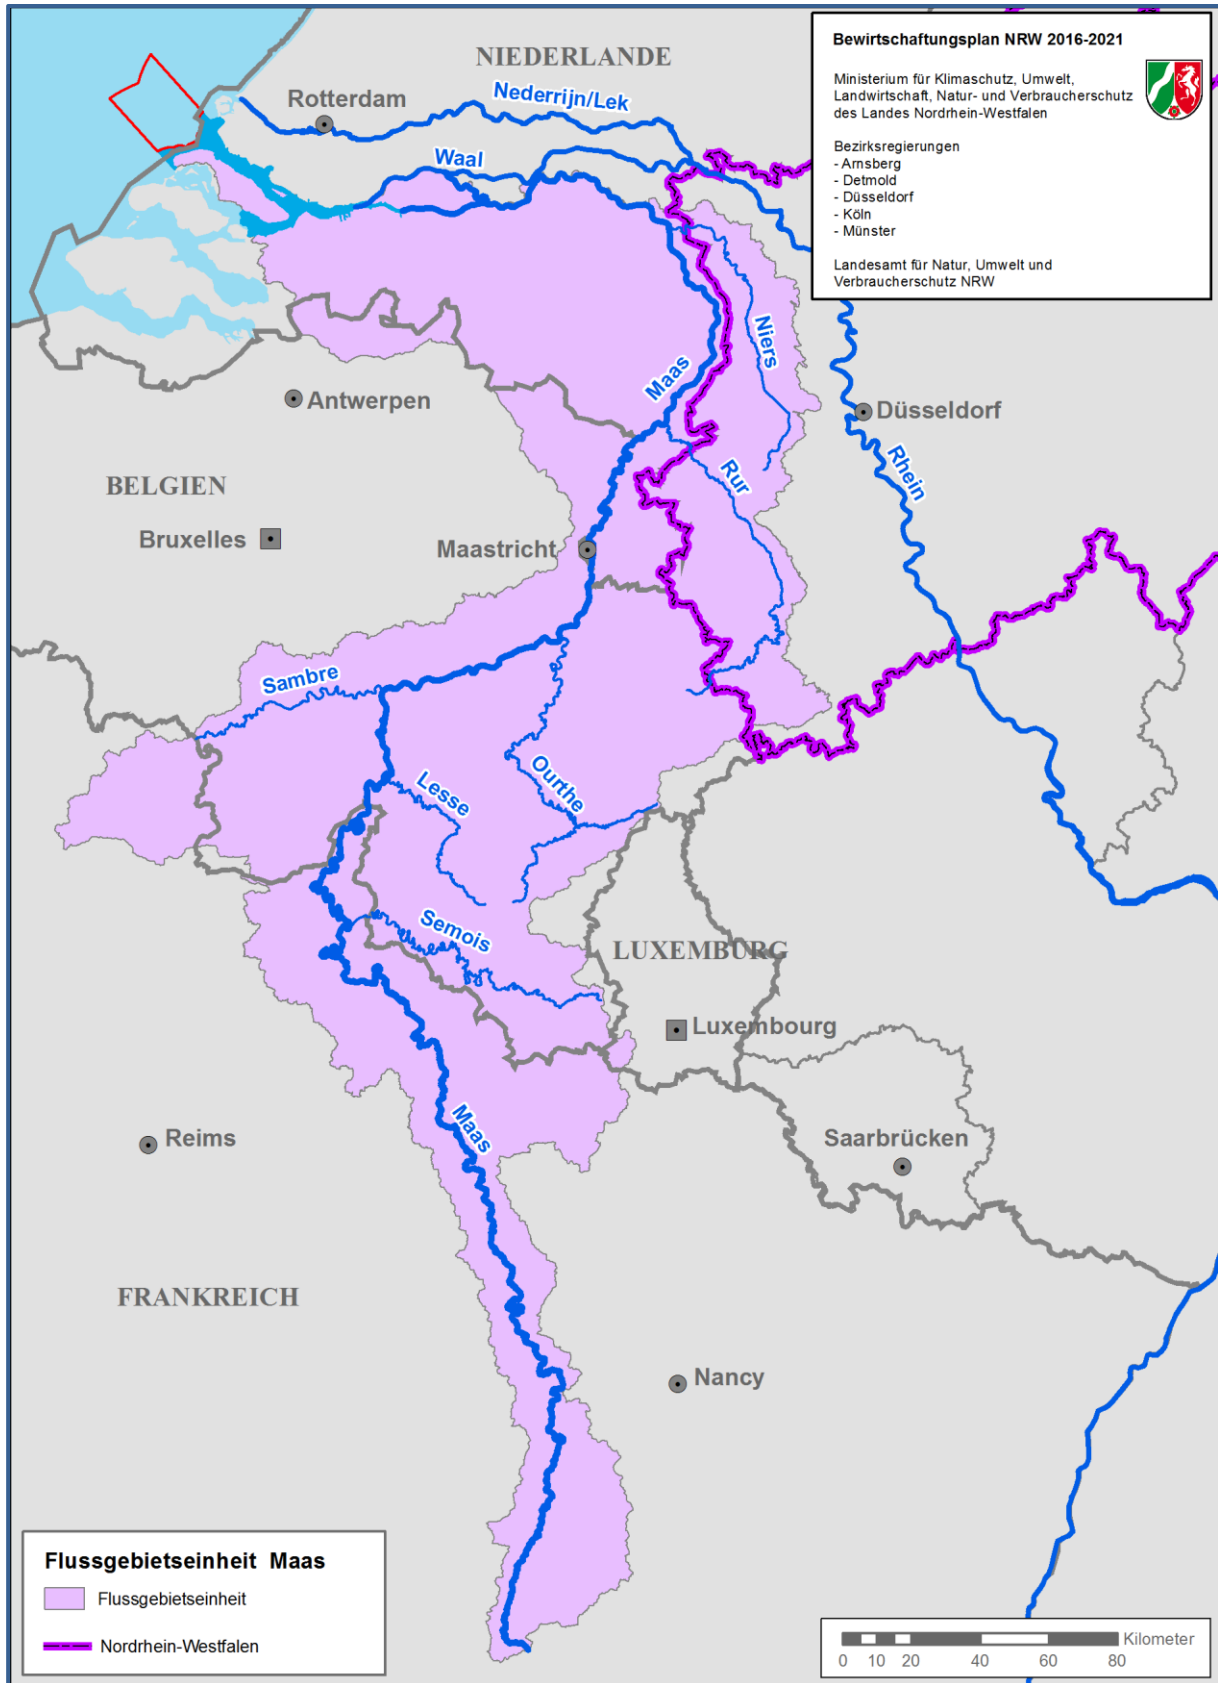 NIEDERLANDE
Rotterdam
Nederrijn/Lek
Waal
Bewirtschaftungsplan NRW 2016-2021
Ministerium für Klimaschutz, Umwelt,
Landwirtschaft, Natur- und Verbraucherschutz
des Landes Nordrhein-Westfalen
Bezirksregierungen
- Arnsberg
- Detmold
- Düsseldorf
- Köln
- Münster
Landesamt für Natur, Umwelt und
Verbraucherschutz NRW
Niers
Maas
Antwerpen
Düsseldorf
Rhein
Rur
BELGIEN
Bruxelles
Maastricht
Sambre
Ourthe
Lesse
Semois
LUXEMBURG
Luxembourg
Maas
Reims
Saarbrücken
FRANKREICH
Nancy
Flussgebietseinheit Maas
Flussgebietseinheit
Nordrhein-Westfalen
Kilometer
0 10 20 40 60 80